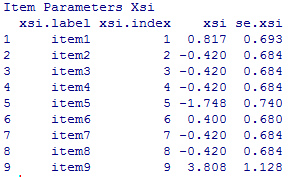 Item Parameters Xsi
xsi.label xsi.index xsi se.xsi
1 item1 1 0.817 0.693
2 item2 2 -0.420 0.684
3 item3 3 -0.420 0.684
4 item4 4 -0.420 0.684
5 item5 5 -1.748 0.740
6 item6 6 0.400 0.680
7 item7 7 -0.420 0.684
8 item8 8 -0.420 0.684
9 item9 9 3.808 1.128